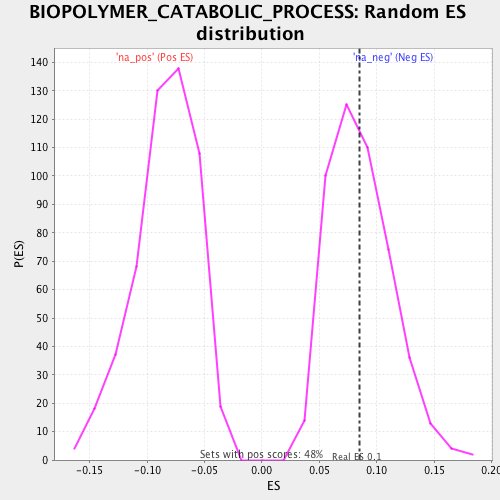 BIOPOLYMER_CATABOLIC_PROCESS: Random ES
distribution
'na_pos' (Pos ES)
'na_neg' (Neg ES)
140
130
120
110
100
90
80
70
60
50
40
30
20
10
0
P(ES)
Sets with pos scores: 48%
Real ES 0.1
-0.15
-0.10
-0.05
0.00
0.05
0.10
0.15
0.20
ES